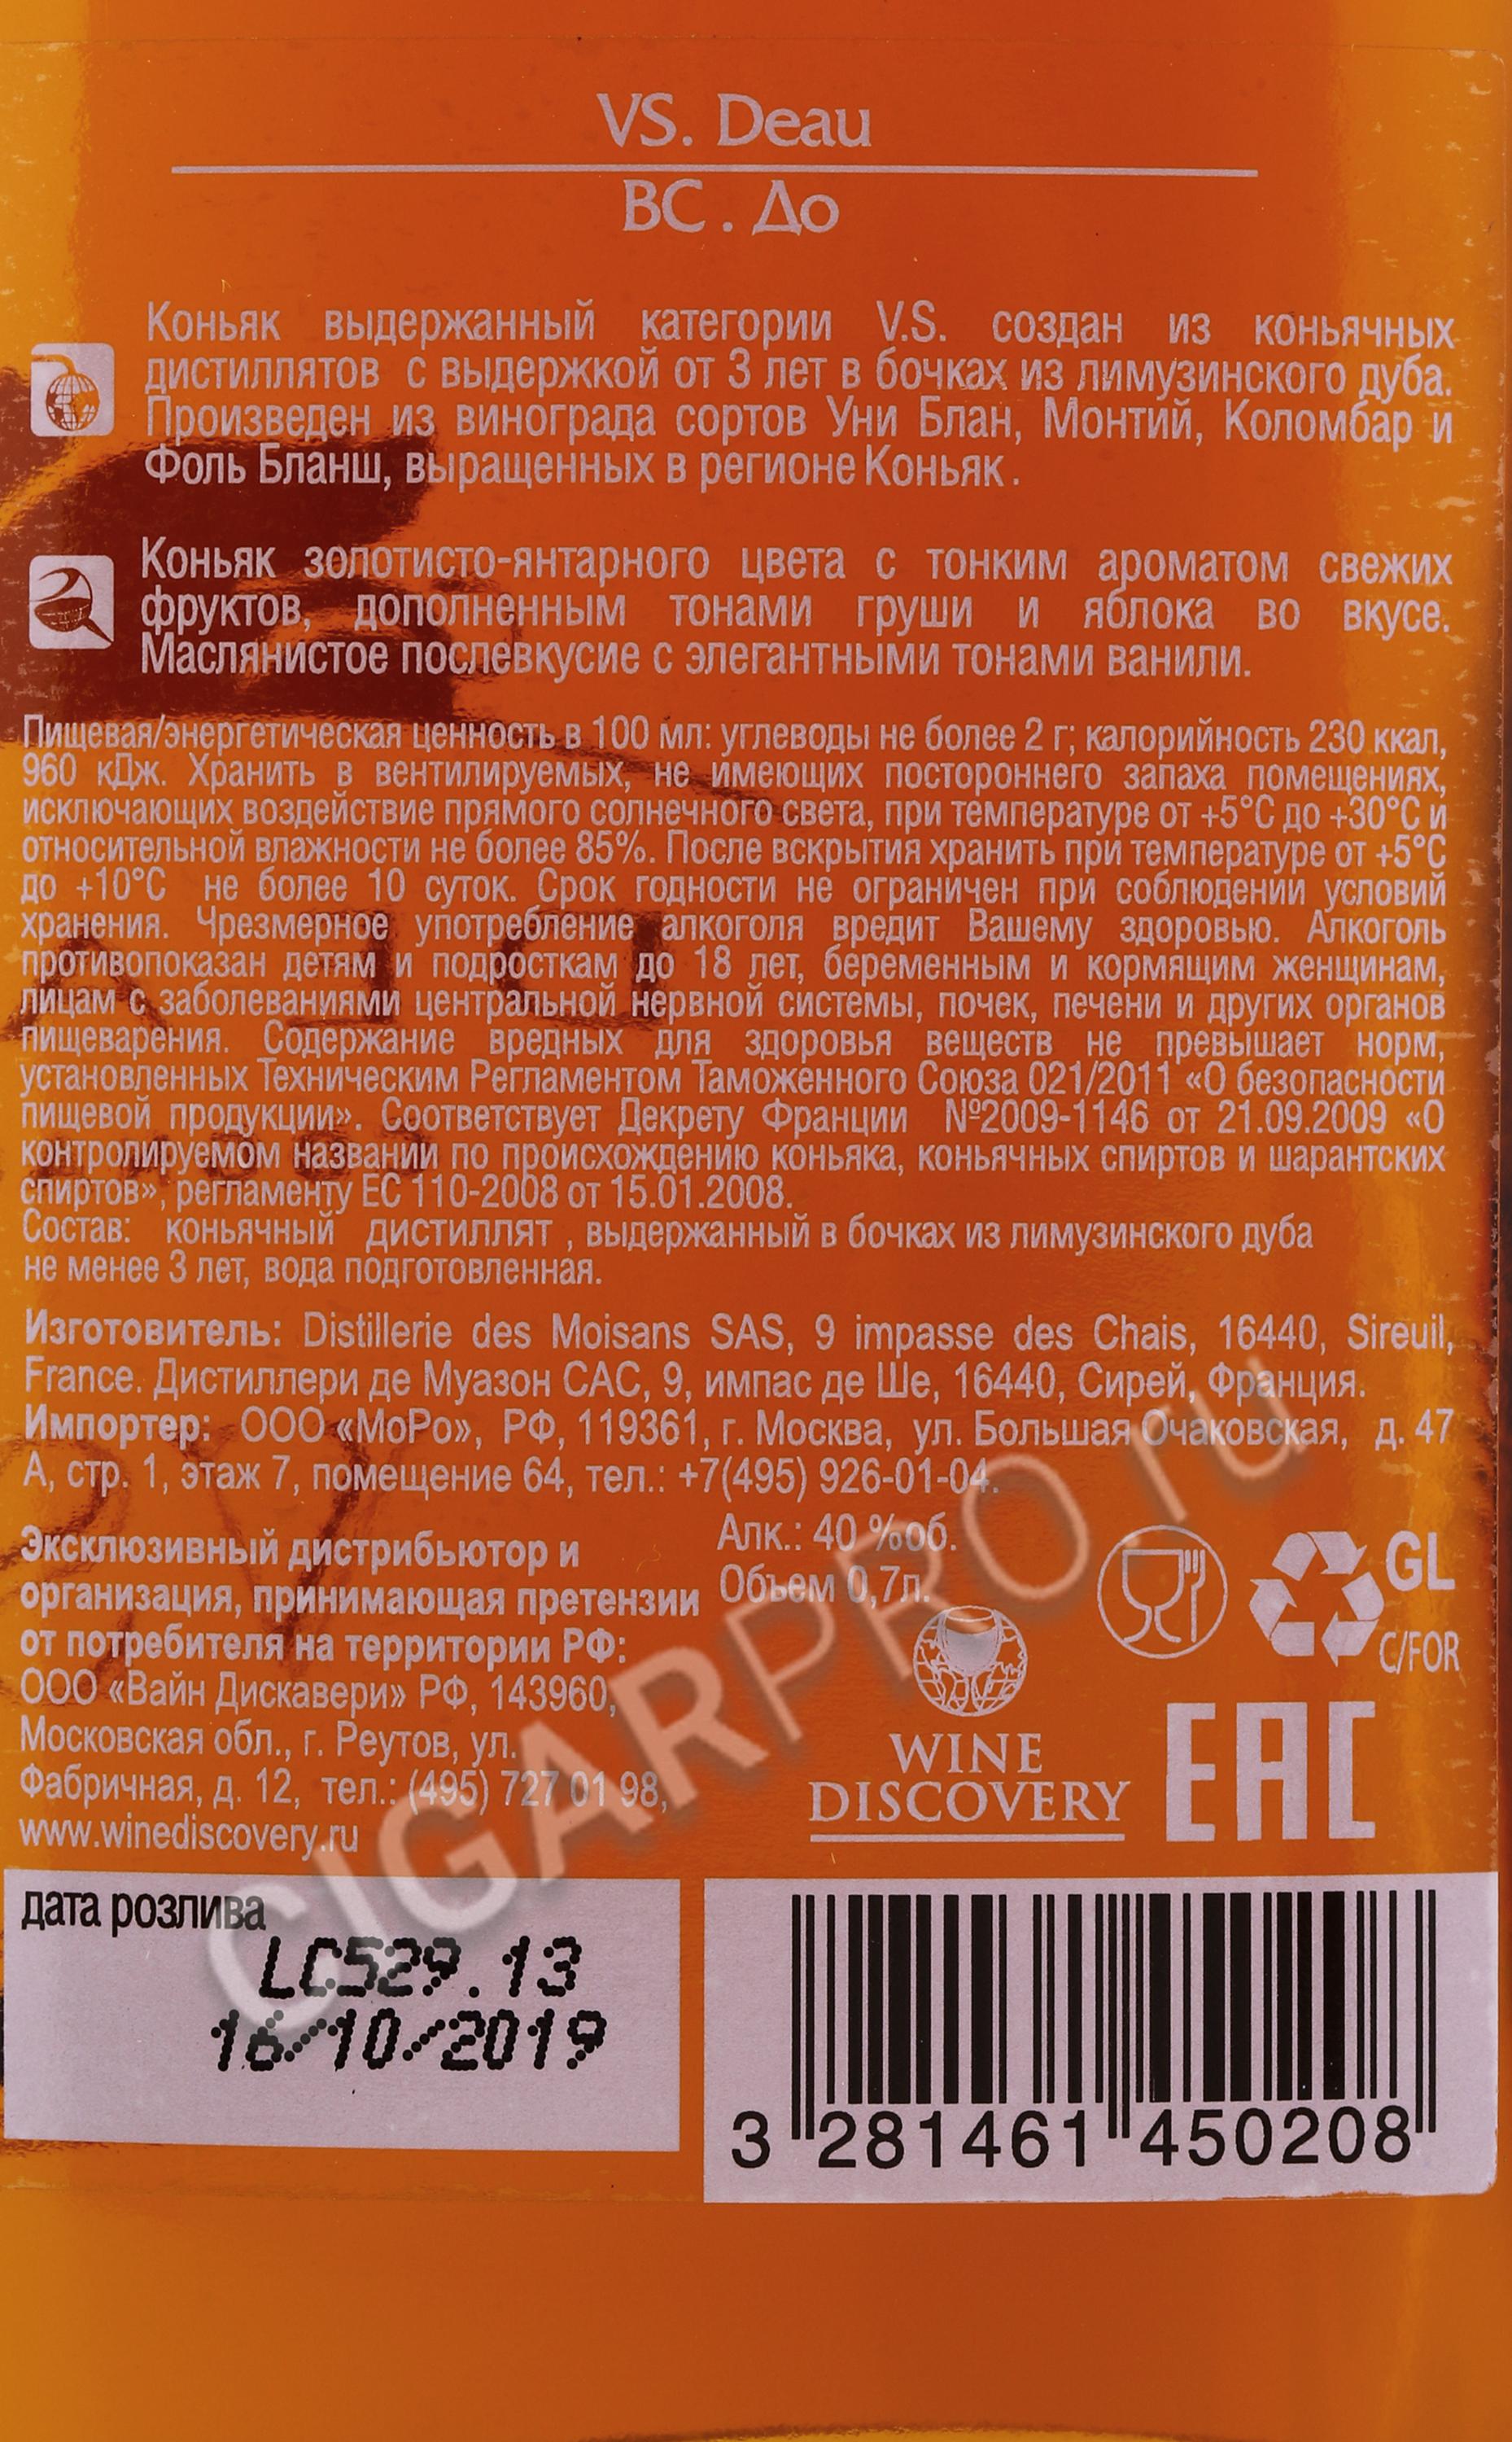 VS. Deau
ВС . До
Коньяк выдержанный категории V.S. создан из коньячных
дистиллятов с выдержкой от 3 лет в бочках из лимузинского дуба.
Произведен из винограда сортов Уни Блан, Монтий, Коломбар и
Фоль Бланш, выращенных в регионе Коньяк .
Коньяк золотисто-янтарного цвета с тонким ароматом свежих
фруктов, дополненным тонами груши и яблока во вкусе.
Маслянистое послевкусие с элегантными тонами ванили.
Пищевая/энергетическая ценность в 100 мл: углеводы не более 2 г; калорийность 230 ккал,
960 кДж. Хранить в вентилируемых, не имеющих постороннего запаха помещениях,
исключающих воздействие прямого солнечного света, при температуре от +5°С до +30°С и
относительной влажности не более 85%. После вскрытия хранить при температуре от +5°С
до +10°С не более 10 суток. Срок годности не ограничен при соблюдении условий
хранения. Чрезмерное употребление алкоголя вредит Вашему здоровью. Алкоголь
противопоказан детям и подросткам до 18 лет, беременным и кормящим женщинам,
лицам с заболеваниями центральной нервной системы, почек, печени и других органов
пищеварения. Содержание вредных для здоровья веществ не превышает норм,
установленных Техническим Регламентом Таможенного Союза 021/2011 «О безопасности
пищевой продукции». Соответствует Декрету Франции №2009-1146 от 21.09.2009 «О
контролируемом названии по происхождению коньяка, коньячных спиртов и шарантских
спиртов», регламенту ЕС 110-2008 от 15.01.2008.
Состав: коньячный дистиллят , выдержанный в бочках из лимузинского дуба
не менее 3 лет, вода подготовленная.
Изготовитель: Distillerie des Moisans SAS, 9 impasse des Chais, 16440, Sireuil,
France. Дистиллери де Муазон САС, 9, импас де Ше, 16440, Сирей, Франция.
Импортер: ООО «МоРо», РФ, 119361, г. Москва, ул. Большая Очаковская, д. 47
А, стр. 1, этаж 7, помещение 64, тел.: +7(495) 926-01-04.
Эксклюзивный дистрибьютор и
организация, принимающая претензии
от потребителя на территории РФ:
ООО «Вайн Дискавери» РФ, 143960,
Московская обл., г. Реутов, ул.
Фабричная, д. 12, тел.: (495) 727 01 98,
www.winediscovery.ru
Алк.: 40 %об.
Объем 0,7л.
GL
C/FOR
WINE
DISCOVERY
EAC
CIGARPRO.ru
дата розлива
LC529.13
16/10/2019
3 281461 450208